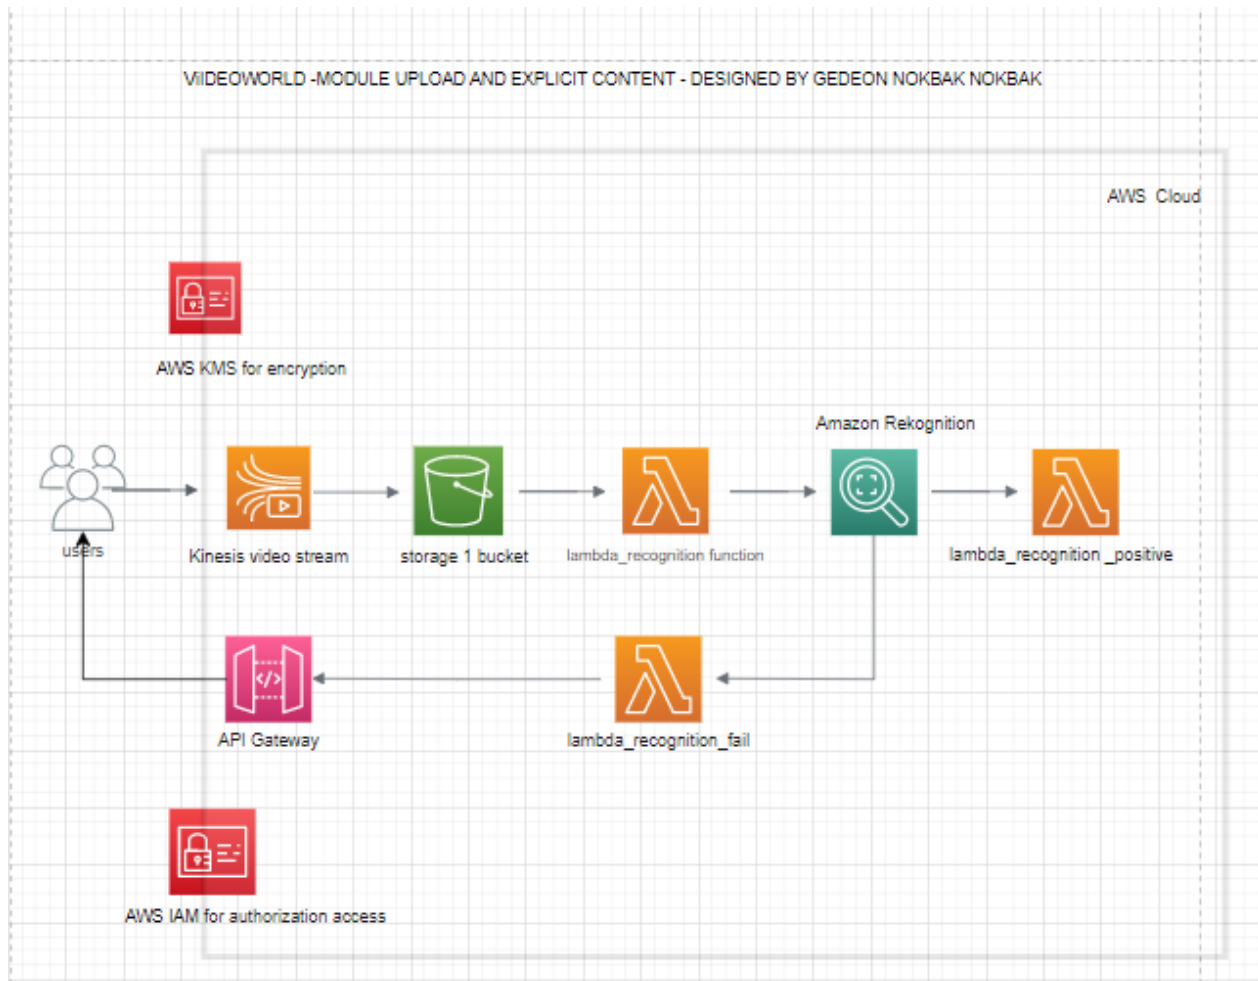 ViIDEOWORLD -MODULE UPLOAD AND EXPLICIT CONTENT - DESIGNED BY GEDEON NOKBAK NOKBAK
AWS Cloud
AWS KMS for encryption
Amazon Rekognition
users
Kinesis video stream
storage 1 bucket
lambda_recognition function
lambda_recognition _positive
</>
API Gateway
lambda_recognition_fail
AWS IAM for authorization access